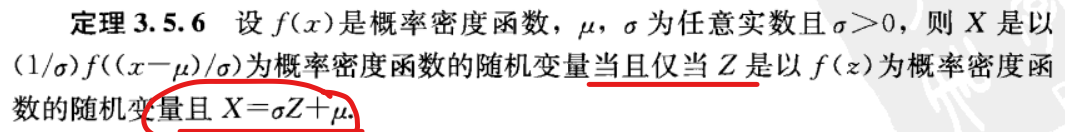 定理 3.5.6 设 f(x)是概率密度函数，μ，σ 为任意实数且σ>0，则 X 是以
(1/σ)f((x-μ)/σ)为概率密度函数的随机变量当且仅当 Z 是以 f(z)为概率密度函
数的随机变量且 X=σZ+μ.